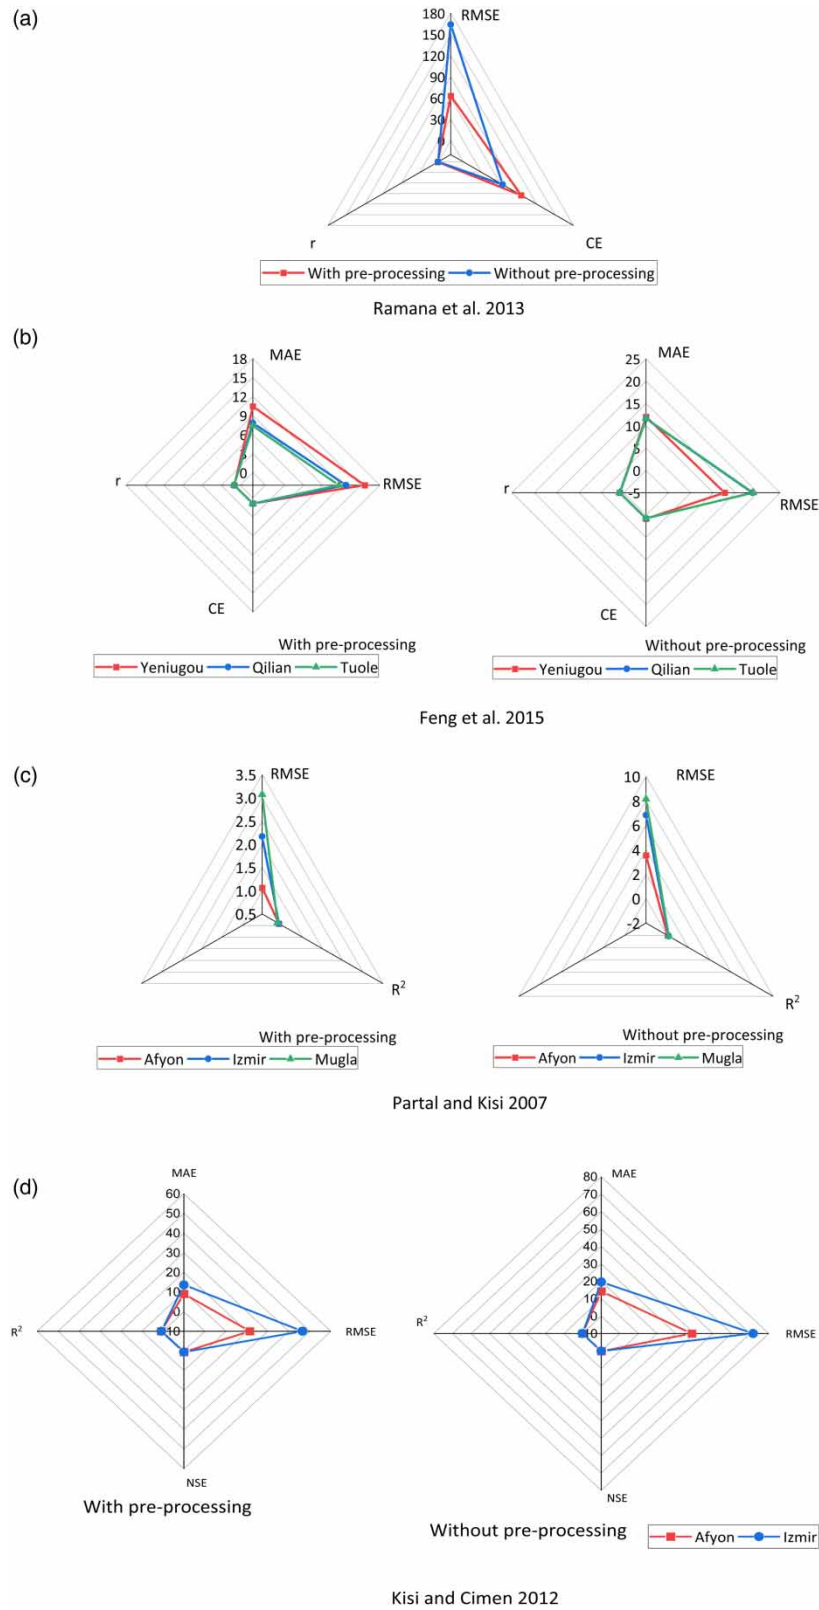 (a)
180
RMSE
150
120
90
60
30
0
r
CE
With pre-processing
Without pre-processing
Ramana et al. 2013
(b)
18
MAE
15
12
9
6
3
0
r
RMSE
CE
With pre-processing
Yeniugou
Qilian
Tuole
25
MAE
20
15
10
5
0
-5
r
RMSE
CE
Without pre-processing
Yeniugou
Qilian
Tuole
Feng et al. 2015
(c)
3.5
RMSE
3.0
2.5
2.0
1.5
1.0
0.5
R²
With pre-processing
Afyon
Izmir
Mugla
10
RMSE
8
6
4
2
0
-2
R²
Without pre-processing
Afyon
Izmir
Mugla
Partal and Kisi 2007
(d)
MAE
60
50
40
30
20
10
0
10
R²
RMSE
NSE
With pre-processing
80
MAE
70
60
50
40
30
20
10
0
10
R²
RMSE
NSE
Without pre-processing
Afyon
Izmir
Kisi and Cimen 2012